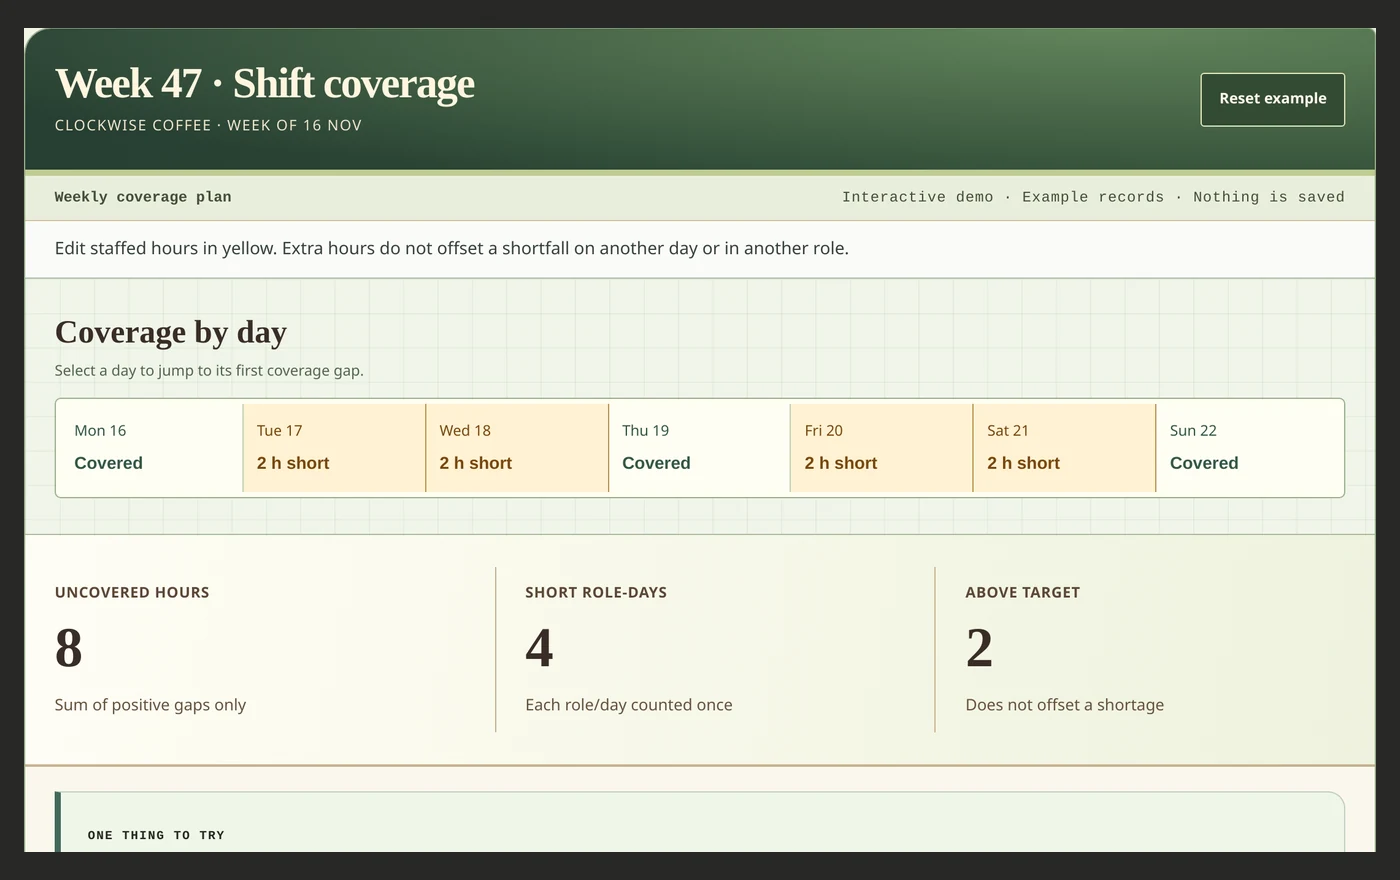 Week 47 · Shift coverage
CLOCKWISE COFFEE · WEEK OF 16 NOV
Reset example
Weekly coverage plan
Interactive demo · Example records · Nothing is saved
Edit staffed hours in yellow. Extra hours do not offset a shortfall on another day or in another role.
Coverage by day
Select a day to jump to its first coverage gap.
Mon 16
Covered
Tue 17
2 h short
Wed 18
2 h short
Thu 19
Covered
Fri 20
2 h short
Sat 21
2 h short
Sun 22
Covered
UNCOVERED HOURS
8
Sum of positive gaps only
SHORT ROLE-DAYS
4
Each role/day counted once
ABOVE TARGET
2
Does not offset a shortage
ONE THING TO TRY